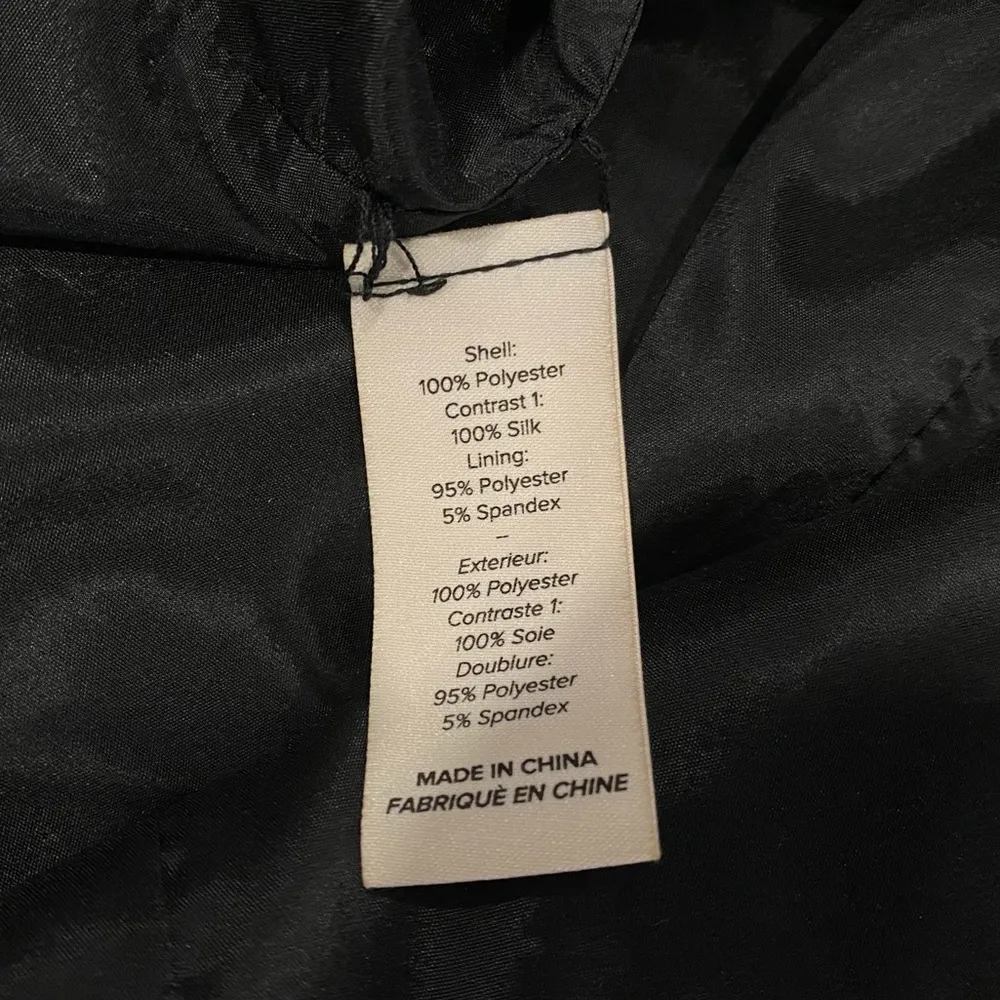 Shell:
100% Polyester
Contrast 1:
100% Silk
Lining:
95% Polyester
5% Spandex
–
Exterieur:
100% Polyester
Contraste 1:
100% Soie
Doublure:
95% Polyester
5% Spandex
MADE IN CHINA
FABRIQUÈ EN CHINE